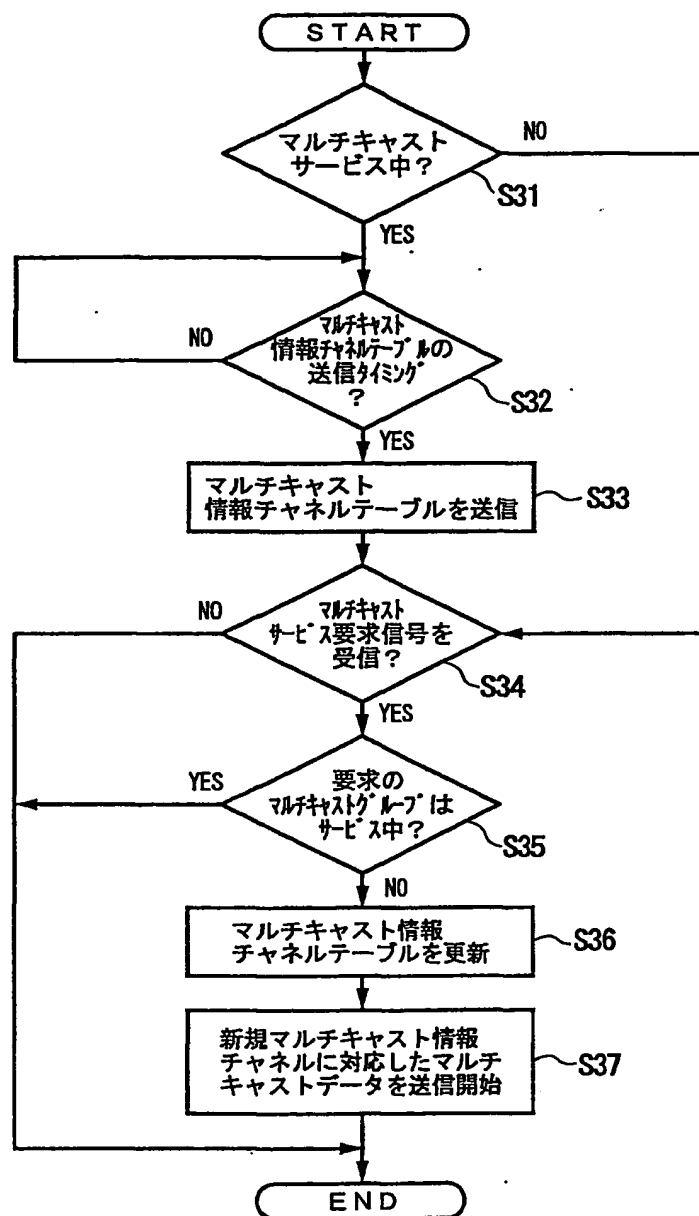 START
マルチキャスト
サービス中?
NO
S31
YES
マルチキャスト
情報チャネルテーブルの
送信タイミング
?
NO
S32
YES
マルチキャスト
情報チャネルテーブルを送信
S33
NO
マルチキャスト
サービス要求信号を
受信?
S34
YES
YES
要求の
マルチキャストグループは
サービス中?
S35
NO
マルチキャスト情報
チャネルテーブルを更新
S36
新規マルチキャスト情報
チャネルに対応したマルチ
キャストデータを送信開始
S37
END